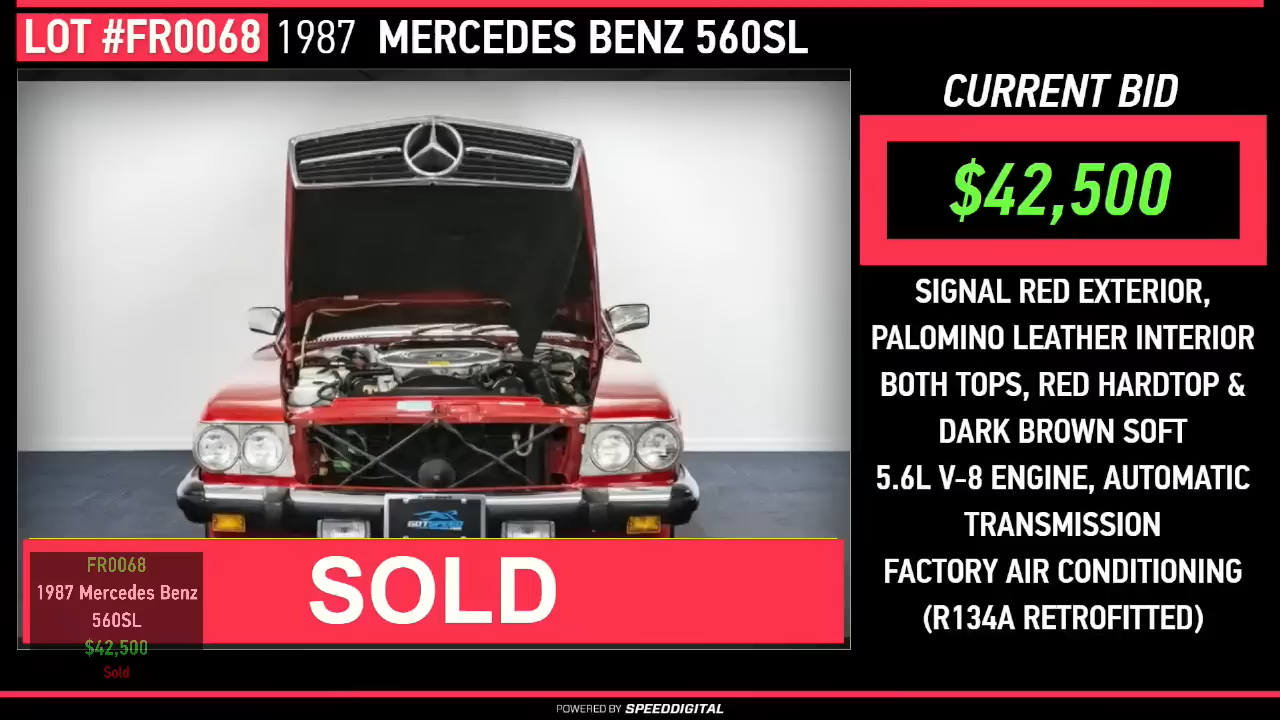 LOT #FR0068 1987 MERCEDES BENZ 560SL
CURRENT BID
$42,500
SIGNAL RED EXTERIOR,
PALOMINO LEATHER INTERIOR
BOTH TOPS, RED HARDTOP &
DARK BROWN SOFT
5.6L V-8 ENGINE, AUTOMATIC
TRANSMISSION
FACTORY AIR CONDITIONING
(R134A RETROFITTED)
GOTSPEED
SOLD
FR0068
1987 Mercedes Benz
560SL
$42,500
Sold
POWERED BY SPEEDDIGITAL